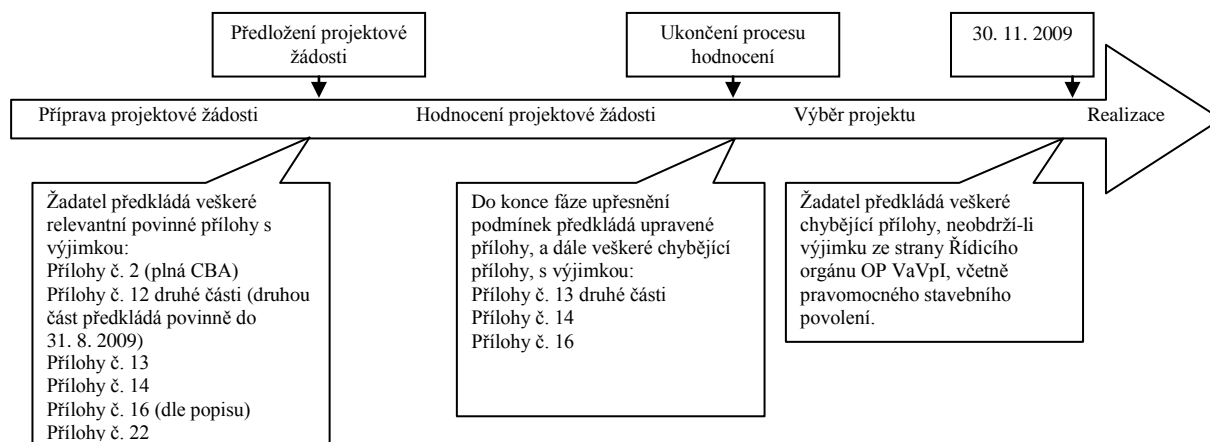 Předložení projektové
žádosti
Ukončení procesu
hodnocení
30. 11. 2009
Příprava projektové žádosti
Hodnocení projektové žádosti
Výběr projektu
Realizace
Žadatel předkládá veškeré
relevantní povinné přílohy s
výjimkou:
Přílohy č. 2 (plná CBA)
Přílohy č. 12 druhé části (druhou
část předkládá povinně do
31. 8. 2009)
Přílohy č. 13
Přílohy č. 14
Přílohy č. 16 (dle popisu)
Přílohy č. 22
Do konce fáze upřesnění
podmínek předkládá upravené
přílohy, a dále veškeré chybějící
přílohy, s výjimkou:
Přílohy č. 13 druhé části
Přílohy č. 14
Přílohy č. 16
Žadatel předkládá veškeré
chybějící přílohy, neobdrží-li
výjimku ze strany Řídicího
orgánu OP VaVpI, včetně
pravomocného stavebního
povolení.